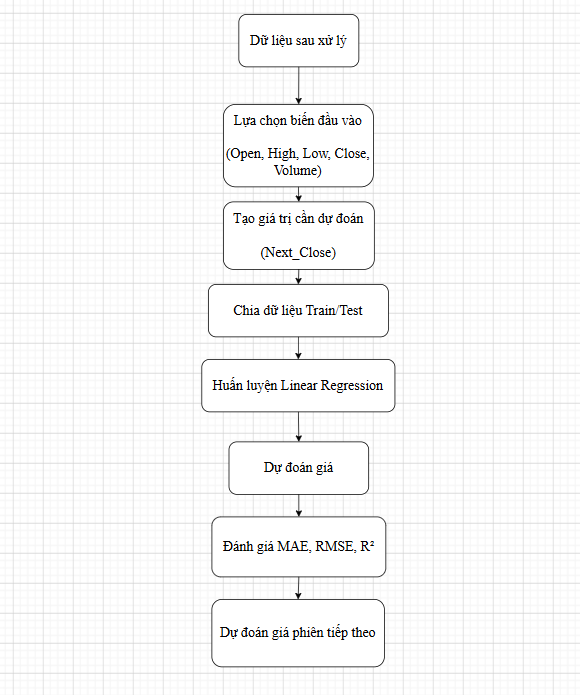 Dữ liệu sau xử lý
Lựa chọn biến đầu vào
(Open, High, Low, Close,
Volume)
Tạo giá trị cần dự đoán
(Next_Close)
Chia dữ liệu Train/Test
Huấn luyện Linear Regression
Dự đoán giá
Đánh giá MAE, RMSE, R²
Dự đoán giá phiên tiếp theo